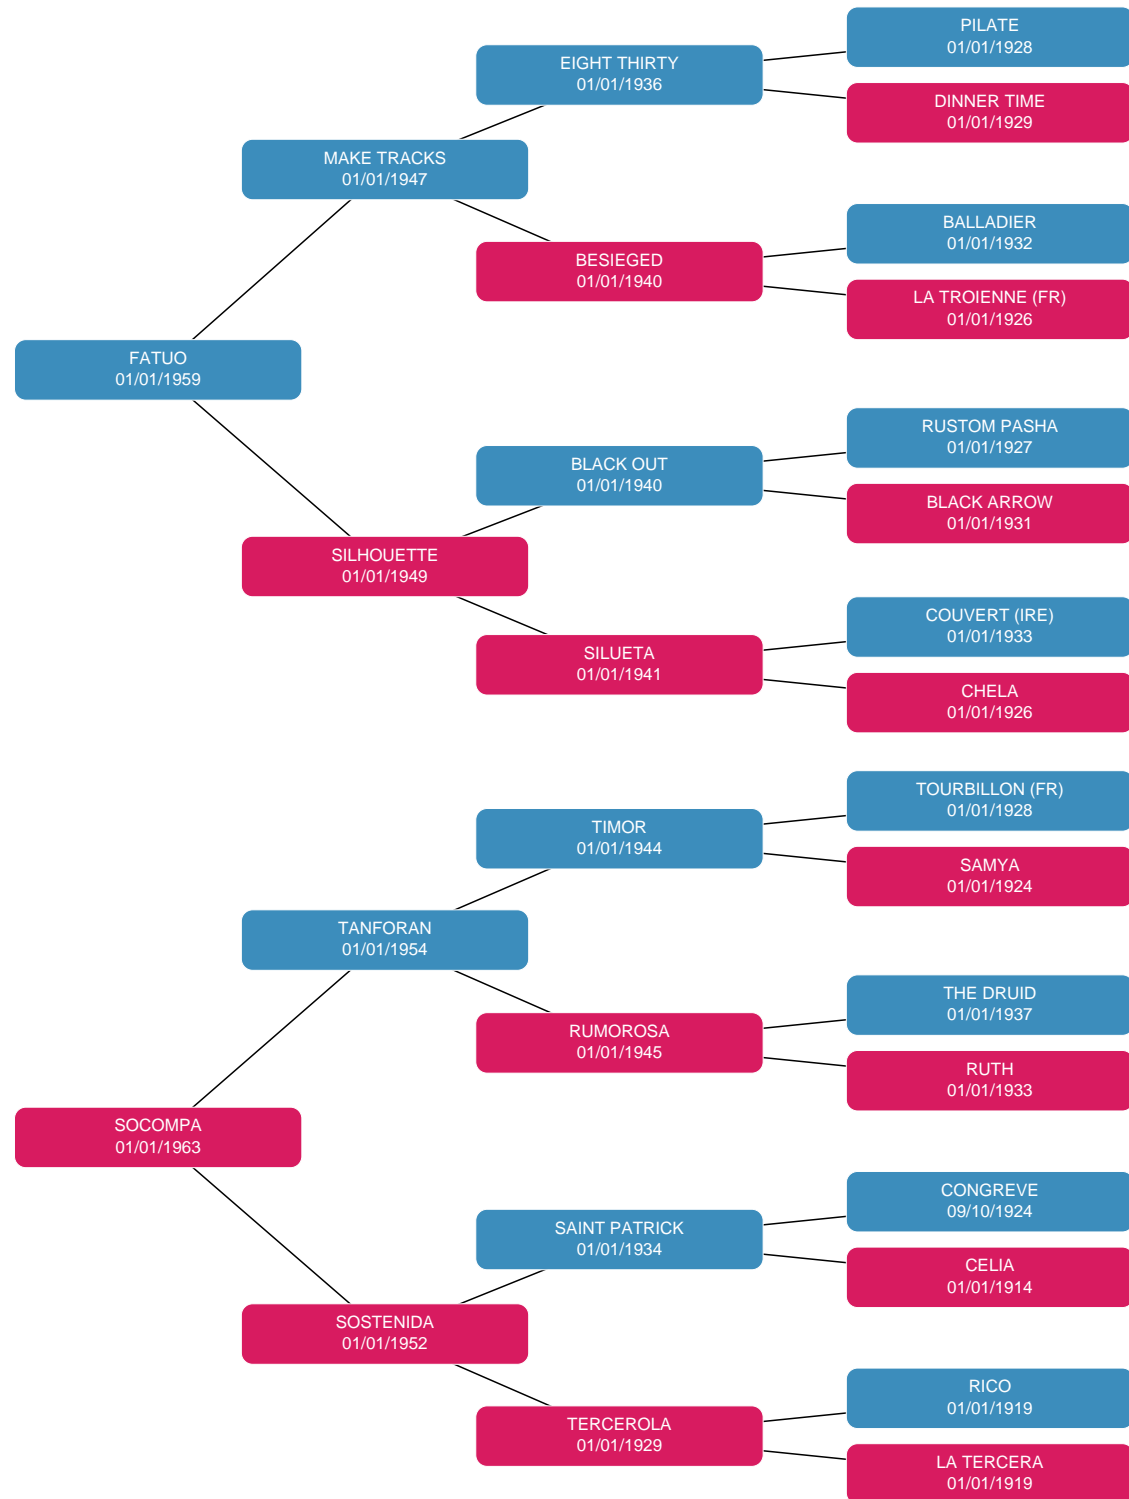 PILATE
01/01/1928
EIGHT THIRTY
01/01/1936
DINNER TIME
01/01/1929
MAKE TRACKS
01/01/1947
BALLADIER
01/01/1932
BESIEGED
01/01/1940
LA TROIENNE (FR)
01/01/1926
FATUO
01/01/1959
RUSTOM PASHA
01/01/1927
BLACK OUT
01/01/1940
BLACK ARROW
01/01/1931
SILHOUETTE
01/01/1949
COUVERT (IRE)
01/01/1933
SILUETA
01/01/1941
CHELA
01/01/1926
TOURBILLON (FR)
01/01/1928
TIMOR
01/01/1944
SAMYA
01/01/1924
TANFORAN
01/01/1954
THE DRUID
01/01/1937
RUMOROSA
01/01/1945
RUTH
01/01/1933
SOCOMPA
01/01/1963
CONGREVE
09/10/1924
SAINT PATRICK
01/01/1934
CELIA
01/01/1914
SOSTENIDA
01/01/1952
RICO
01/01/1919
TERCEROLA
01/01/1929
LA TERCERA
01/01/1919